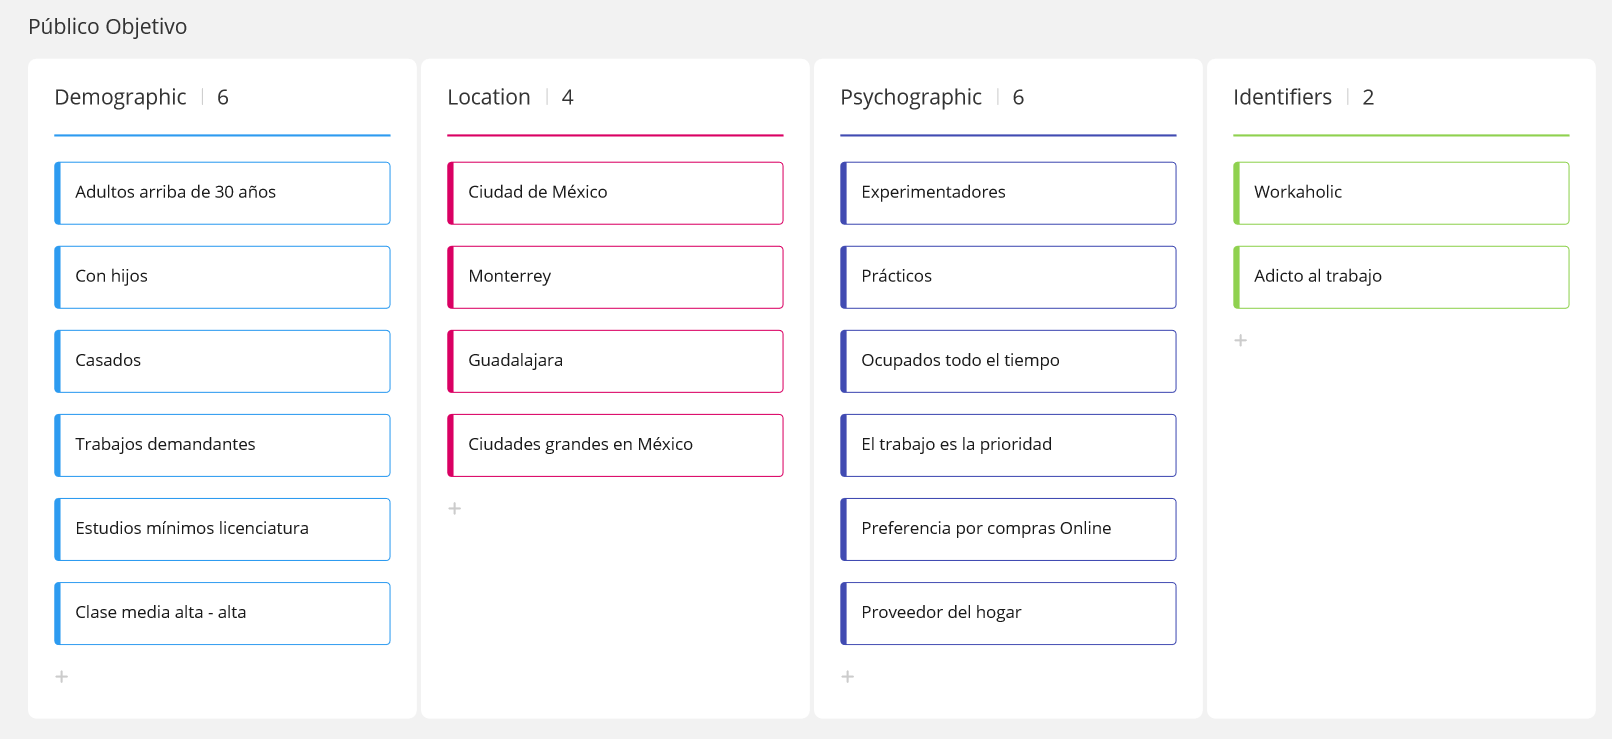 Público Objetivo
Demographic | 6
Adultos arriba de 30 años
Con hijos
Casados
Trabajos demandantes
Estudios mínimos licenciatura
Clase media alta - alta
+
Location | 4
Ciudad de México
Monterrey
Guadalajara
Ciudades grandes en México
+
Psychographic | 6
Experimentadores
Prácticos
Ocupados todo el tiempo
El trabajo es la prioridad
Preferencia por compras Online
Proveedor del hogar
+
Identifiers | 2
Workaholic
Adicto al trabajo
+